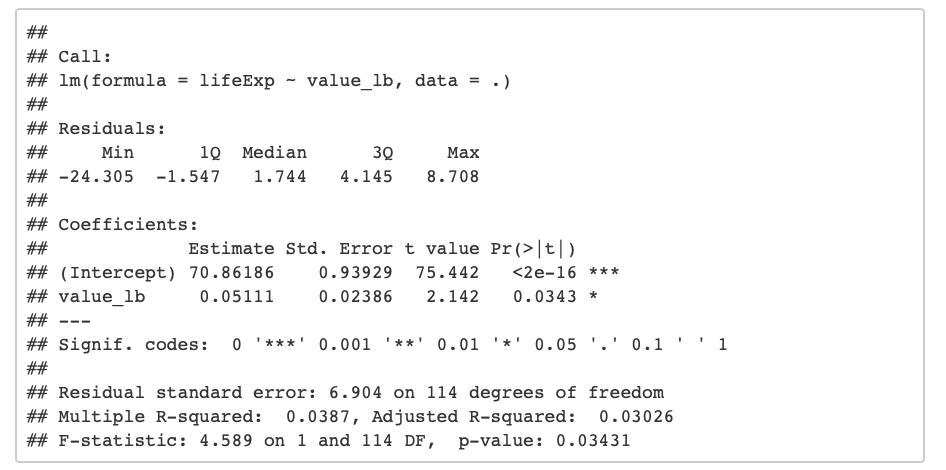 ##
## Call:
## lm(formula = lifeExp ~ value_lb, data = .)
##
## Residuals:
##     Min      1Q  Median      3Q     Max
## -24.305  -1.547   1.744   4.145   8.708
##
## Coefficients:
##             Estimate Std. Error t value Pr(>|t|)
## (Intercept) 70.86186    0.93929  75.442   <2e-16 ***
## value_lb     0.05111    0.02386   2.142   0.0343 *
## ---
## Signif. codes:  0 '***' 0.001 '**' 0.01 '*' 0.05 '.' 0.1 ' ' 1
##
## Residual standard error: 6.904 on 114 degrees of freedom
## Multiple R-squared:  0.0387, Adjusted R-squared:  0.03026
## F-statistic: 4.589 on 1 and 114 DF,  p-value: 0.03431